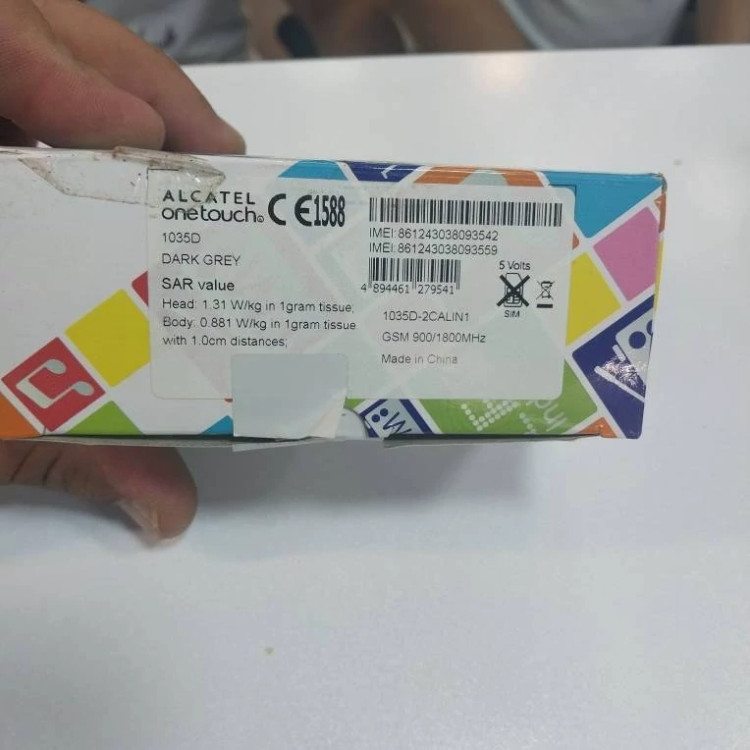 ALCATEL
onetouch®
CE1588
1035D
DARK GREY
SAR value
Head: 1.31 W/kg in 1gram tissue;
Body: 0.881 W/kg in 1gram tissue
with 1.0cm distances;
IMEI:861243038093542
IMEI:861243038093559
4 894461 279541
5 Volts
SIM
1035D-2CALIN1
GSM 900/1800MHz
Made in China